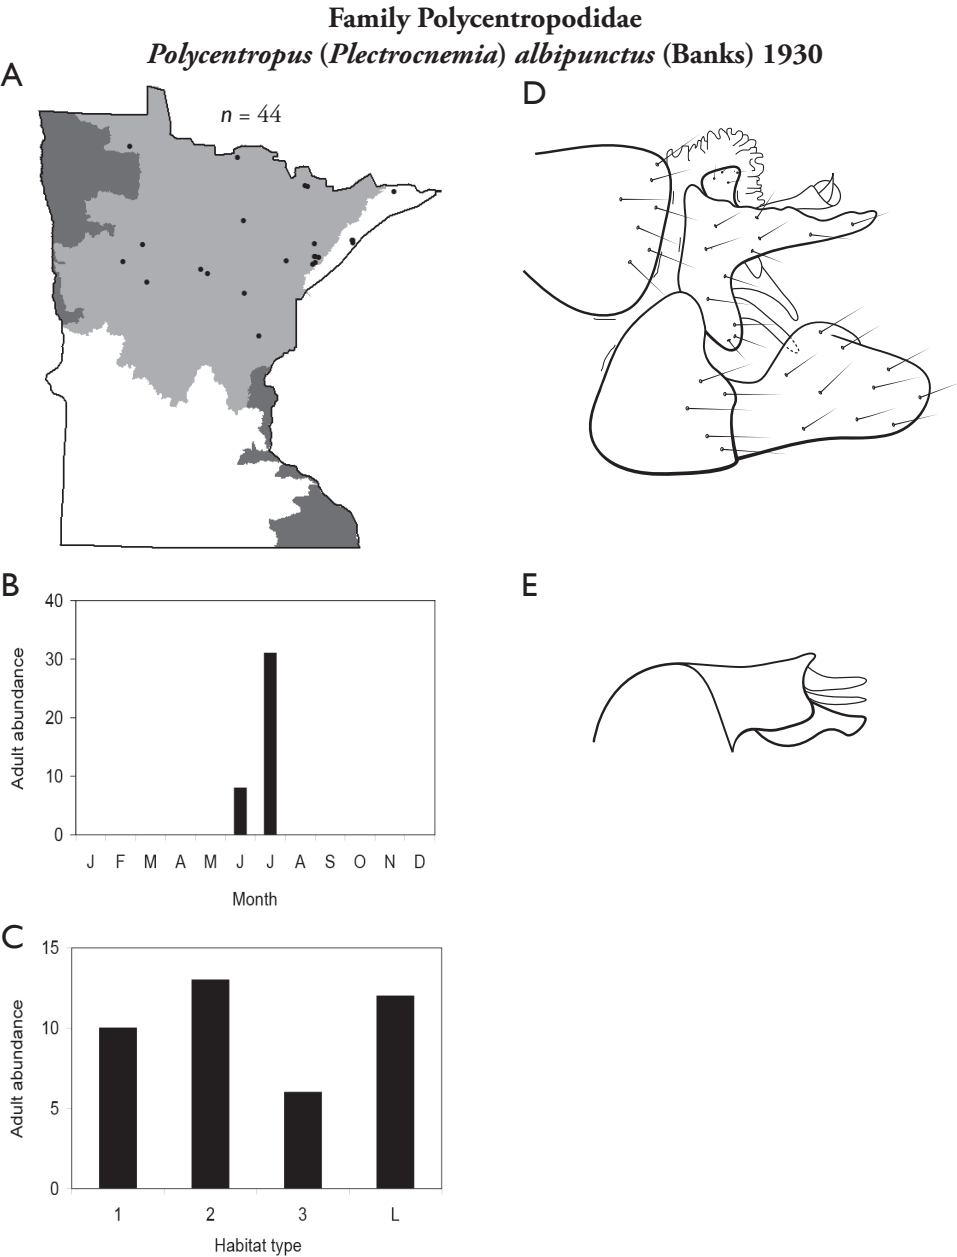 Family Polycentropodidae
Polycentropus (Plectrocnemia) albipunctus (Banks) 1930
A
n = 44
D
B
40
30
20
10
0
Adult abundance
J F M A M J J A S O N D
Month
E
C
15
10
5
0
Adult abundance
1 2 3 L
Habitat type